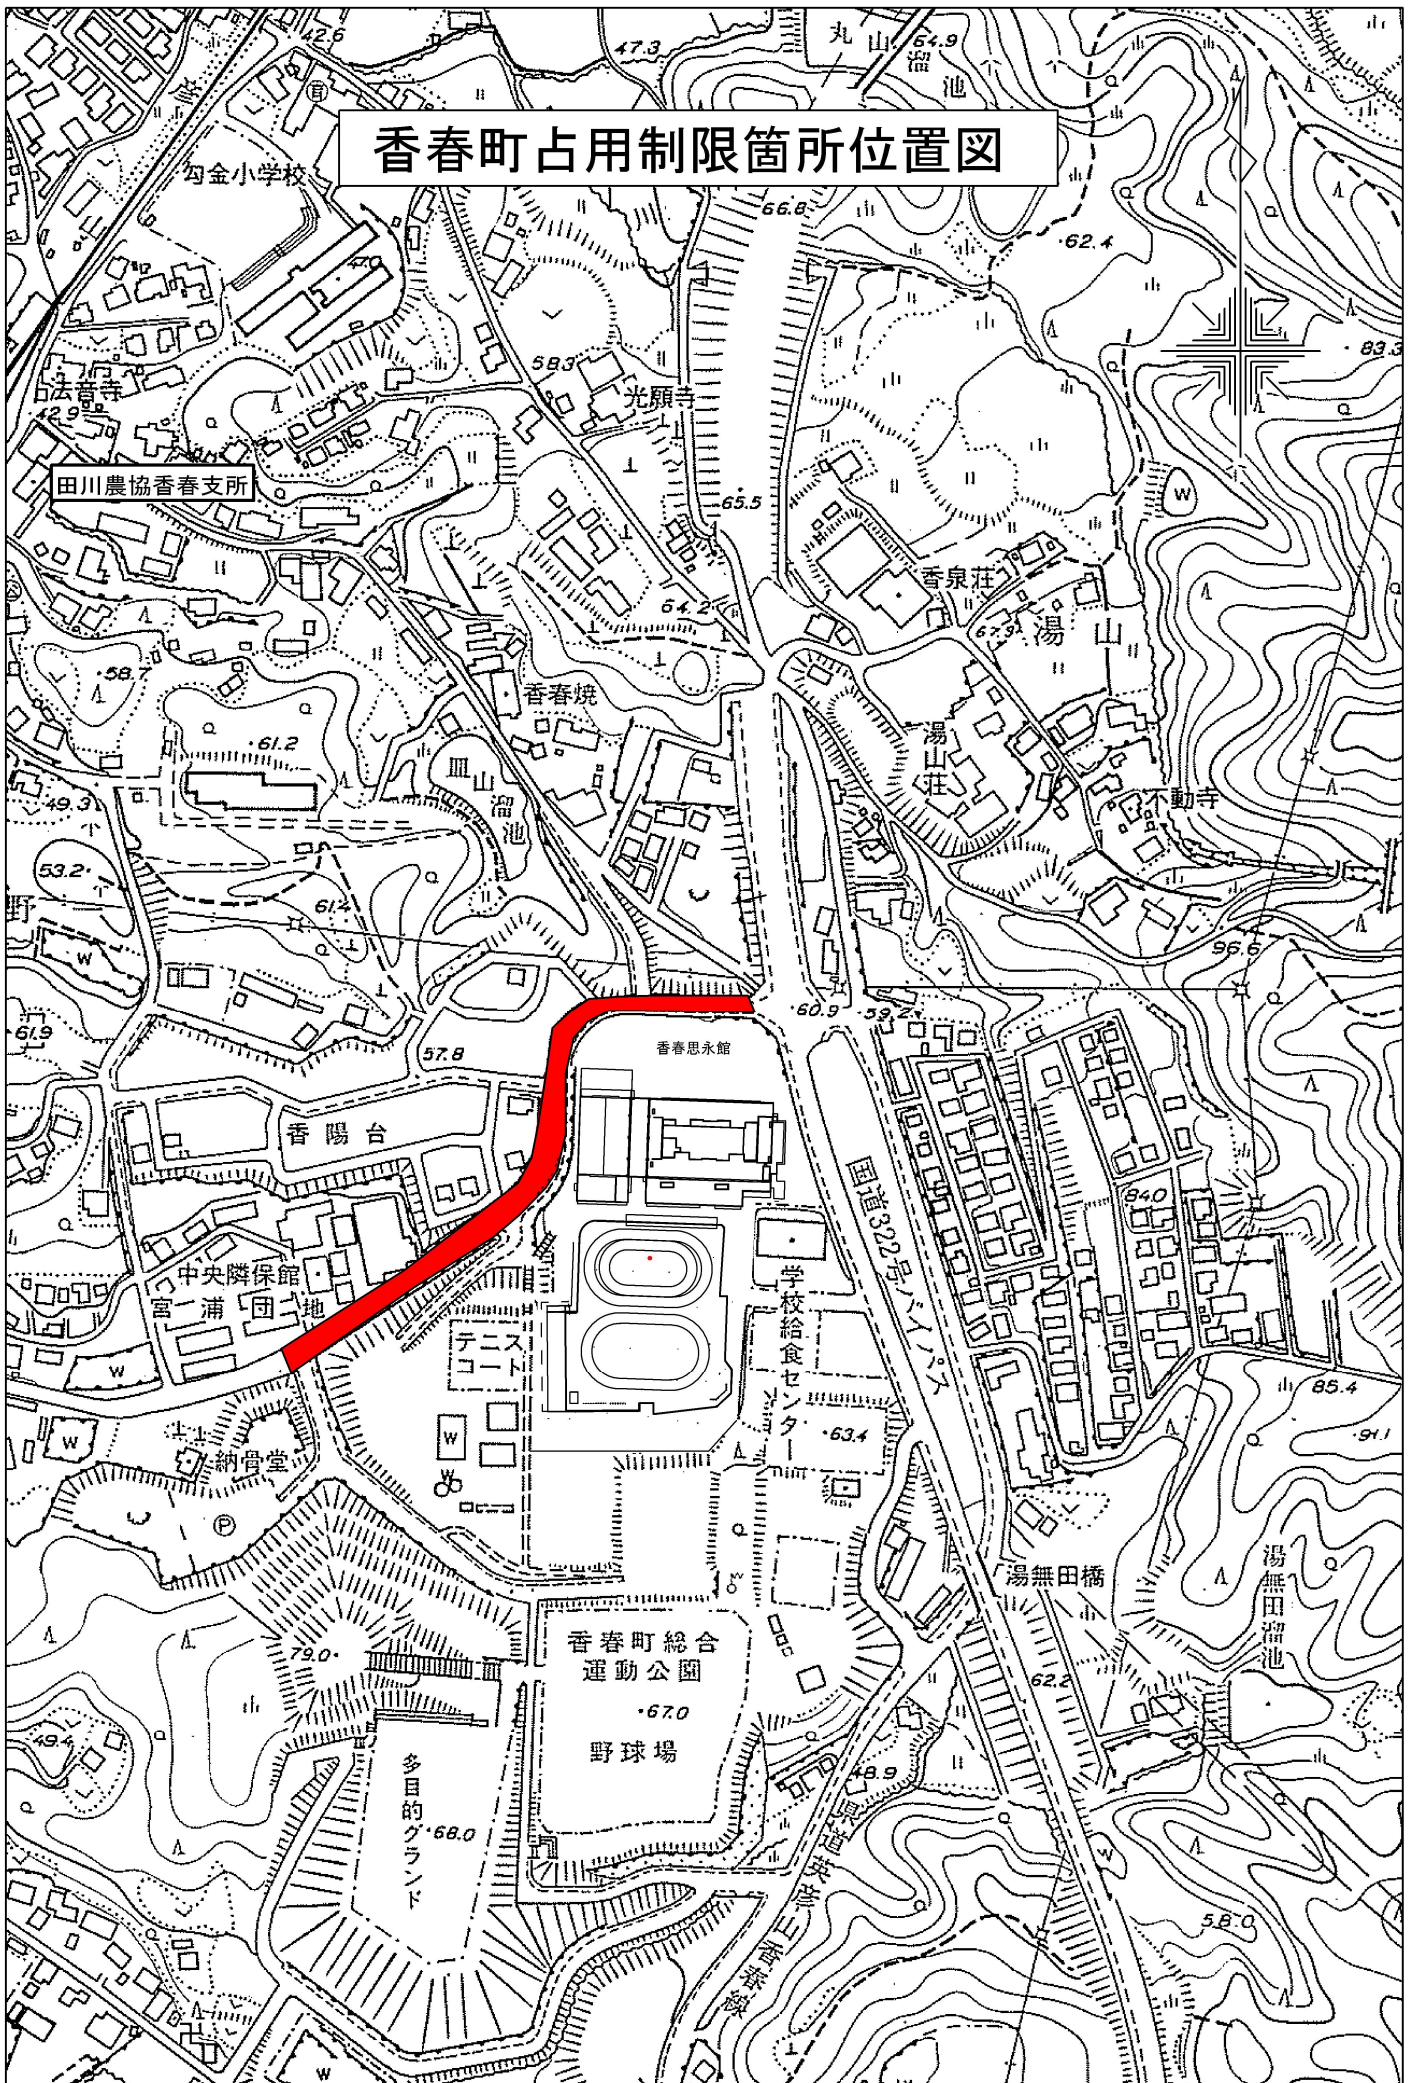 香春町占用制限箇所位置図
42.6
47.3
丸山溜池
64.9
勾金小学校
66.8
62.4
47.0
83.3
58.3
法音寺
42.9
光願寺
田川農協香春支所
65.5
W
香泉荘
64.2
67.9
湯山
58.7
香春焼
61.2
皿山溜池
湯山荘
49.3
不動寺
53.2
61.4
野
W
96.6
60.9
59.2
61.9
57.8
香春思永館
香陽台
国道322号バイパス
84.0
中央隣保館
宮浦団地
学校給食センター
テニス
コート
W
85.4
W
W
63.4
91.1
納骨堂
W
P
湯無田橋
湯無田溜池
W
79.0
香春町総合
運動公園
62.2
67.0
49.4
野球場
48.9
多目的グランド
68.0
県道英彦山香春線
W
58.0
W
W